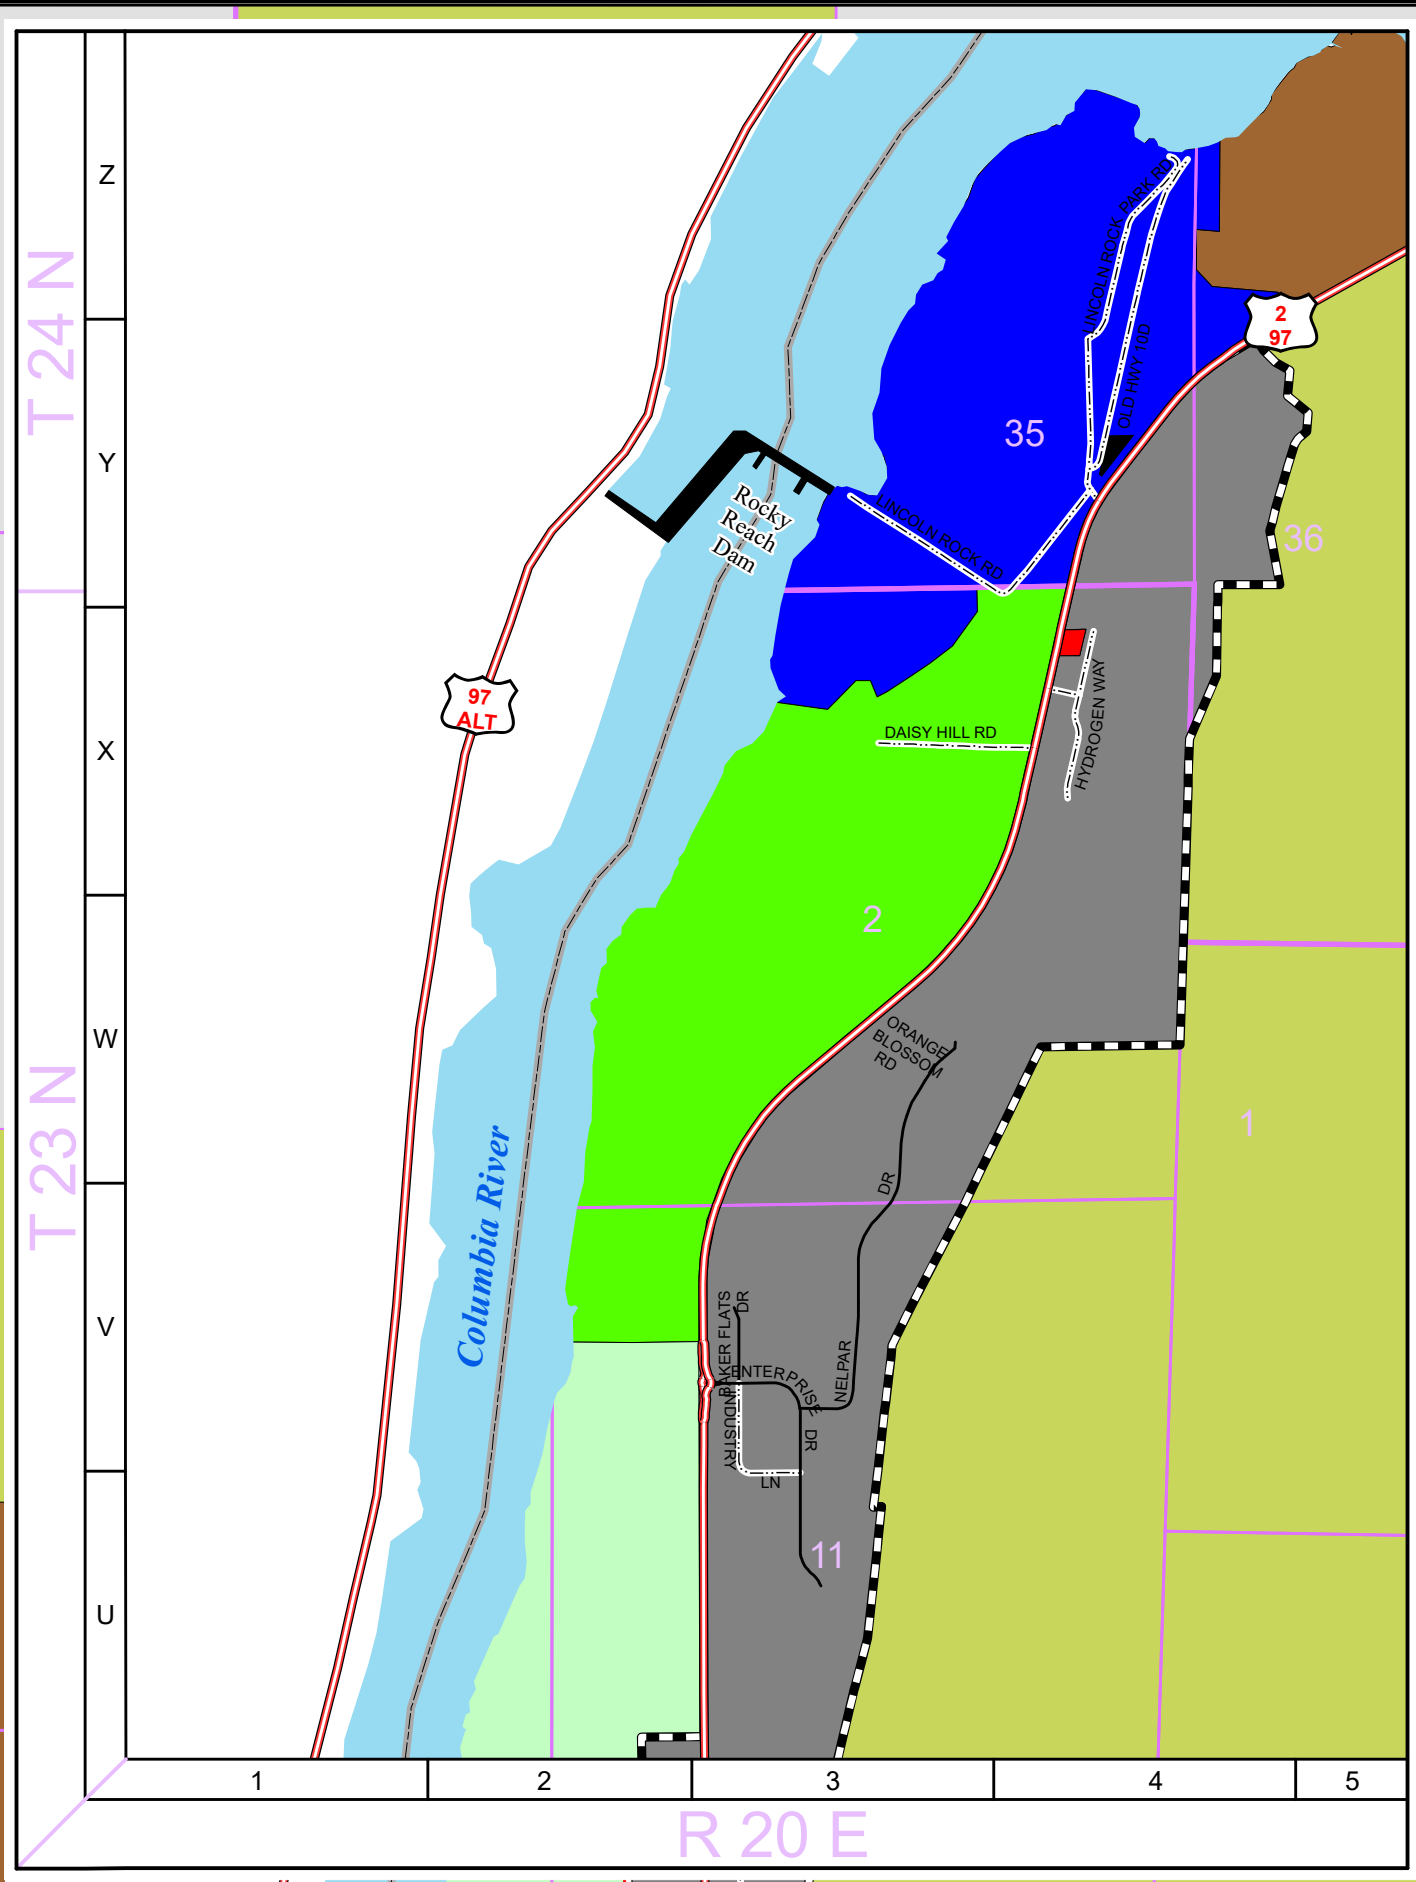 Z
T 24 N
LINCOLN ROCK PARK RD
2
97
OLD HWY 10D
35
Y
Rocky
Reach
Dam
LINCOLN ROCK RD
36
97
ALT
HYDROGEN WAY
DAISY HILL RD
X
2
W
ORANGE
BLOSSOM
RD
T 23 N
1
Columbia River
DR
V
BAKER FLATS
DR
ENTERPRISE
DR
NELPAR
INDUSTRY
LN
11
U
1
2
3
4
5
R 20 E